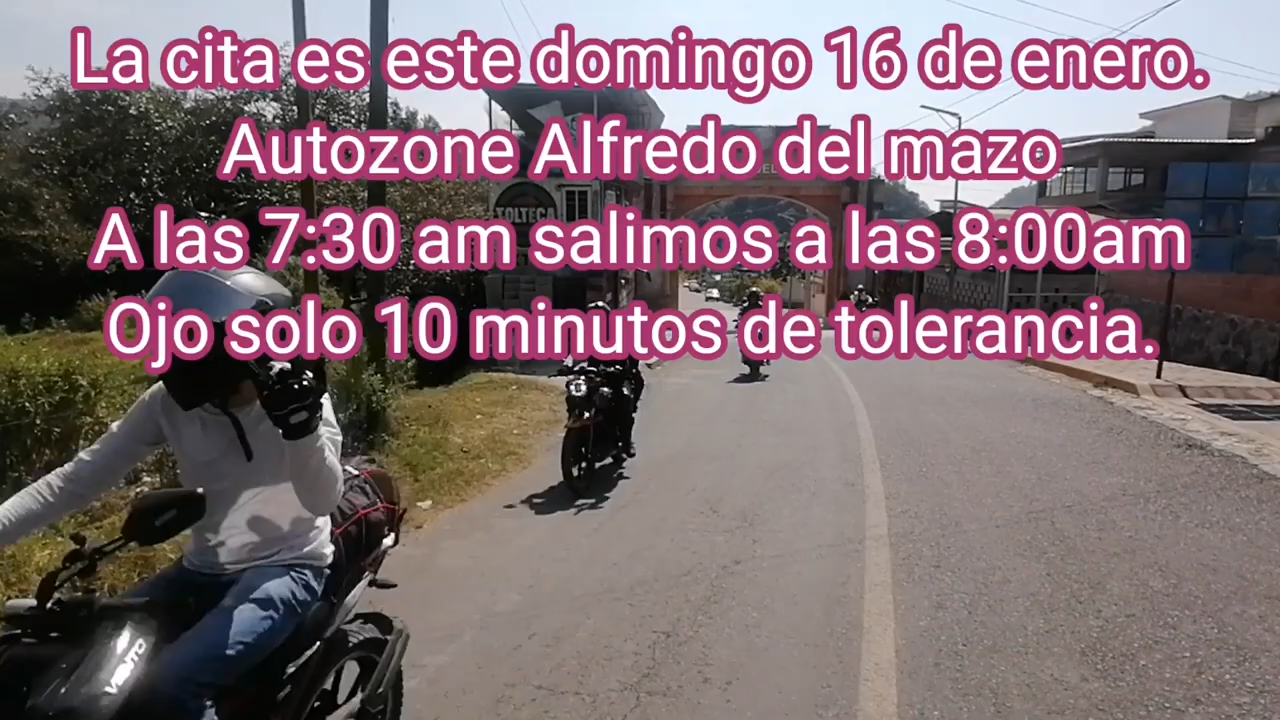 La cita es este domingo 16 de enero.
Autozone Alfredo del mazo
A las 7:30 am salimos a las 8:00am
Ojo solo 10 minutos de tolerancia.
TOLTECA
VENTO